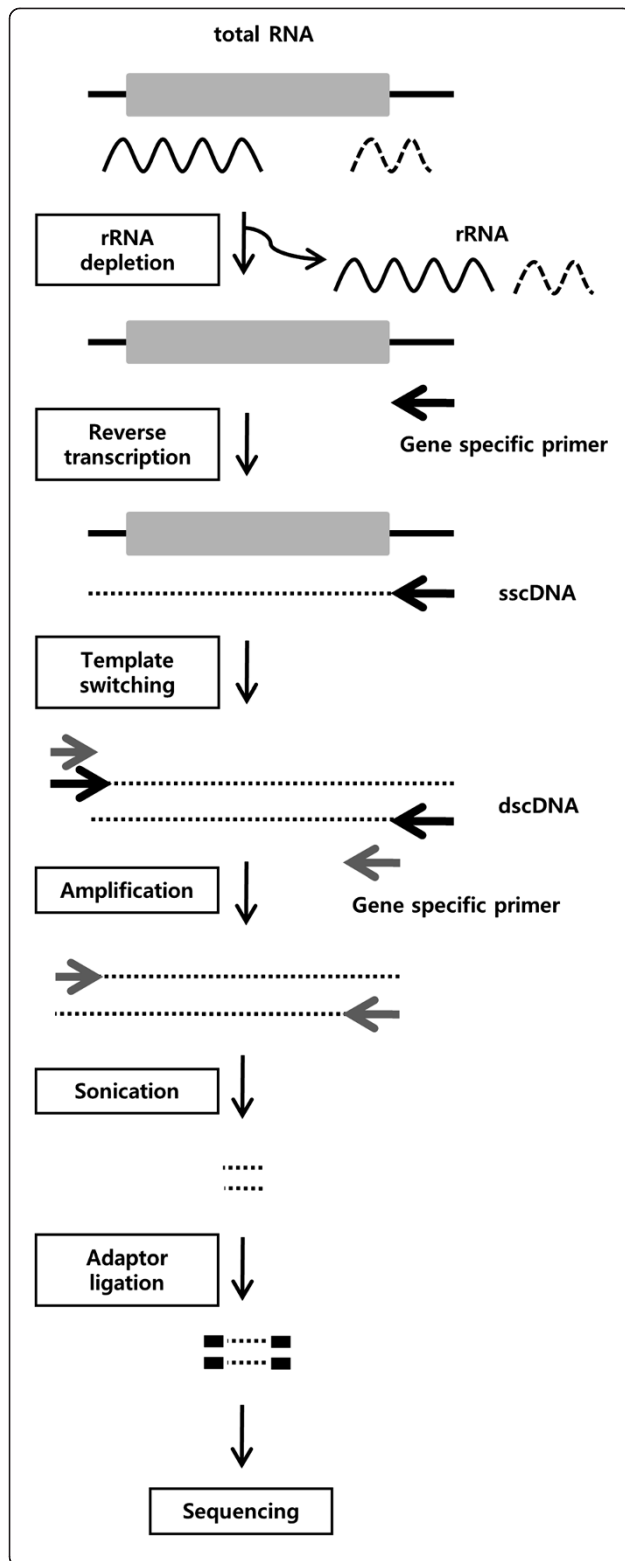 total RNA
rRNA
depletion
rRNA
Reverse
transcription
Gene specific primer
sscDNA
Template
switching
dscDNA
Amplification
Gene specific primer
Sonication
Adaptor
ligation
Sequencing